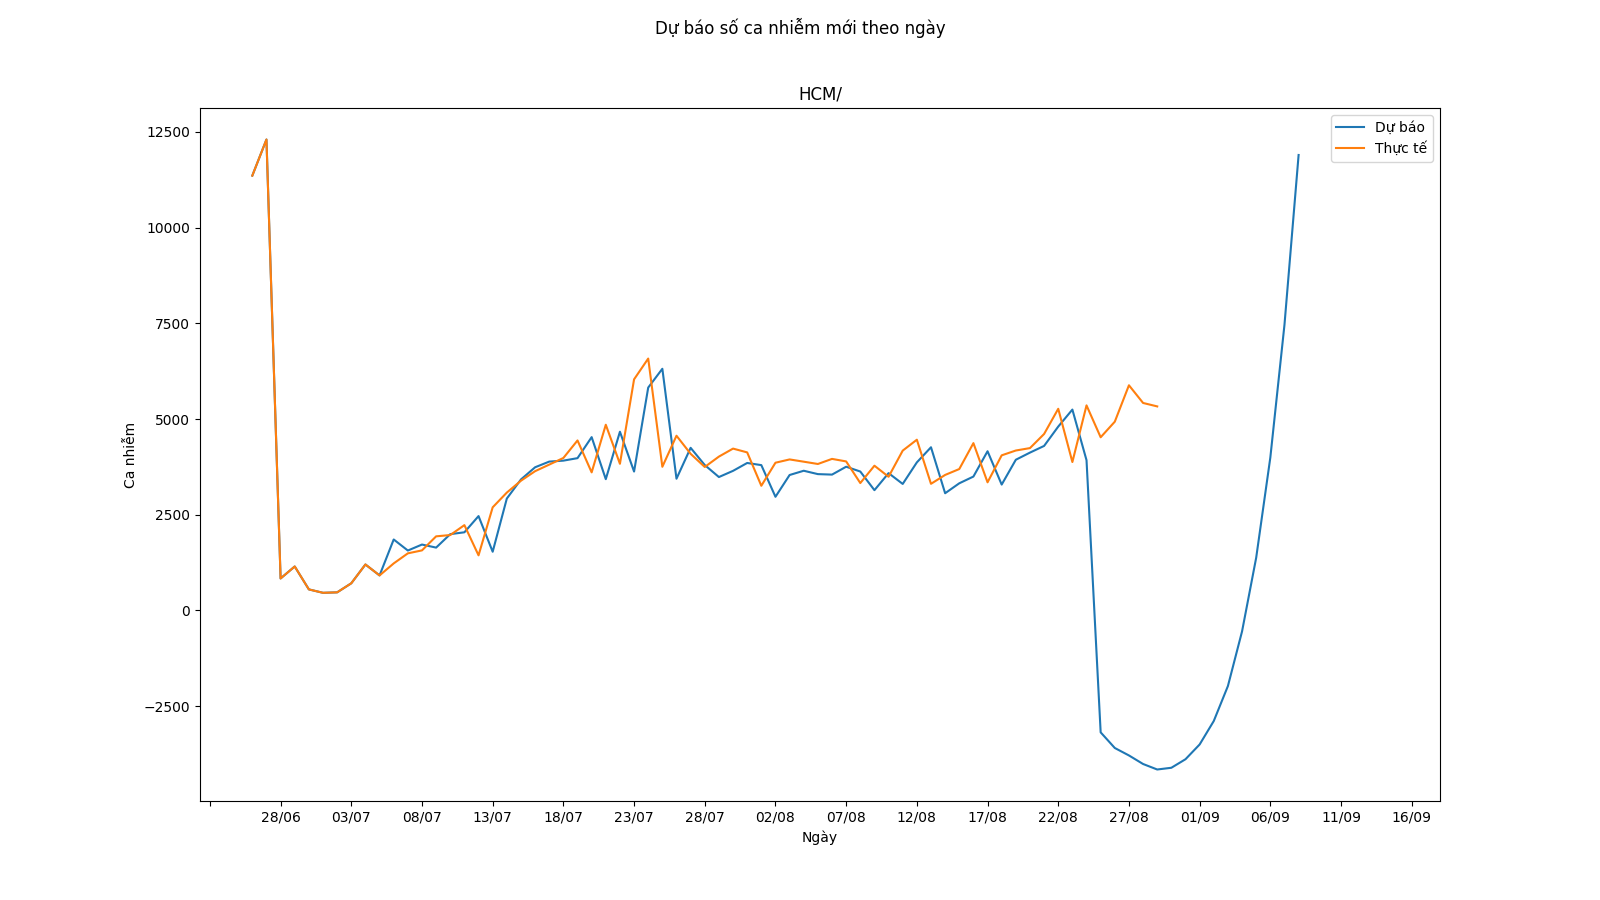 Dự báo số ca nhiễm mới theo ngày
HCM/
12500
10000
7500
5000
2500
0
−2500
Ca nhiễm
Dự báo
Thực tế
28/06 03/07 08/07 13/07 18/07 23/07 28/07 02/08 07/08 12/08 17/08 22/08 27/08 01/09 06/09 11/09 16/09
Ngày